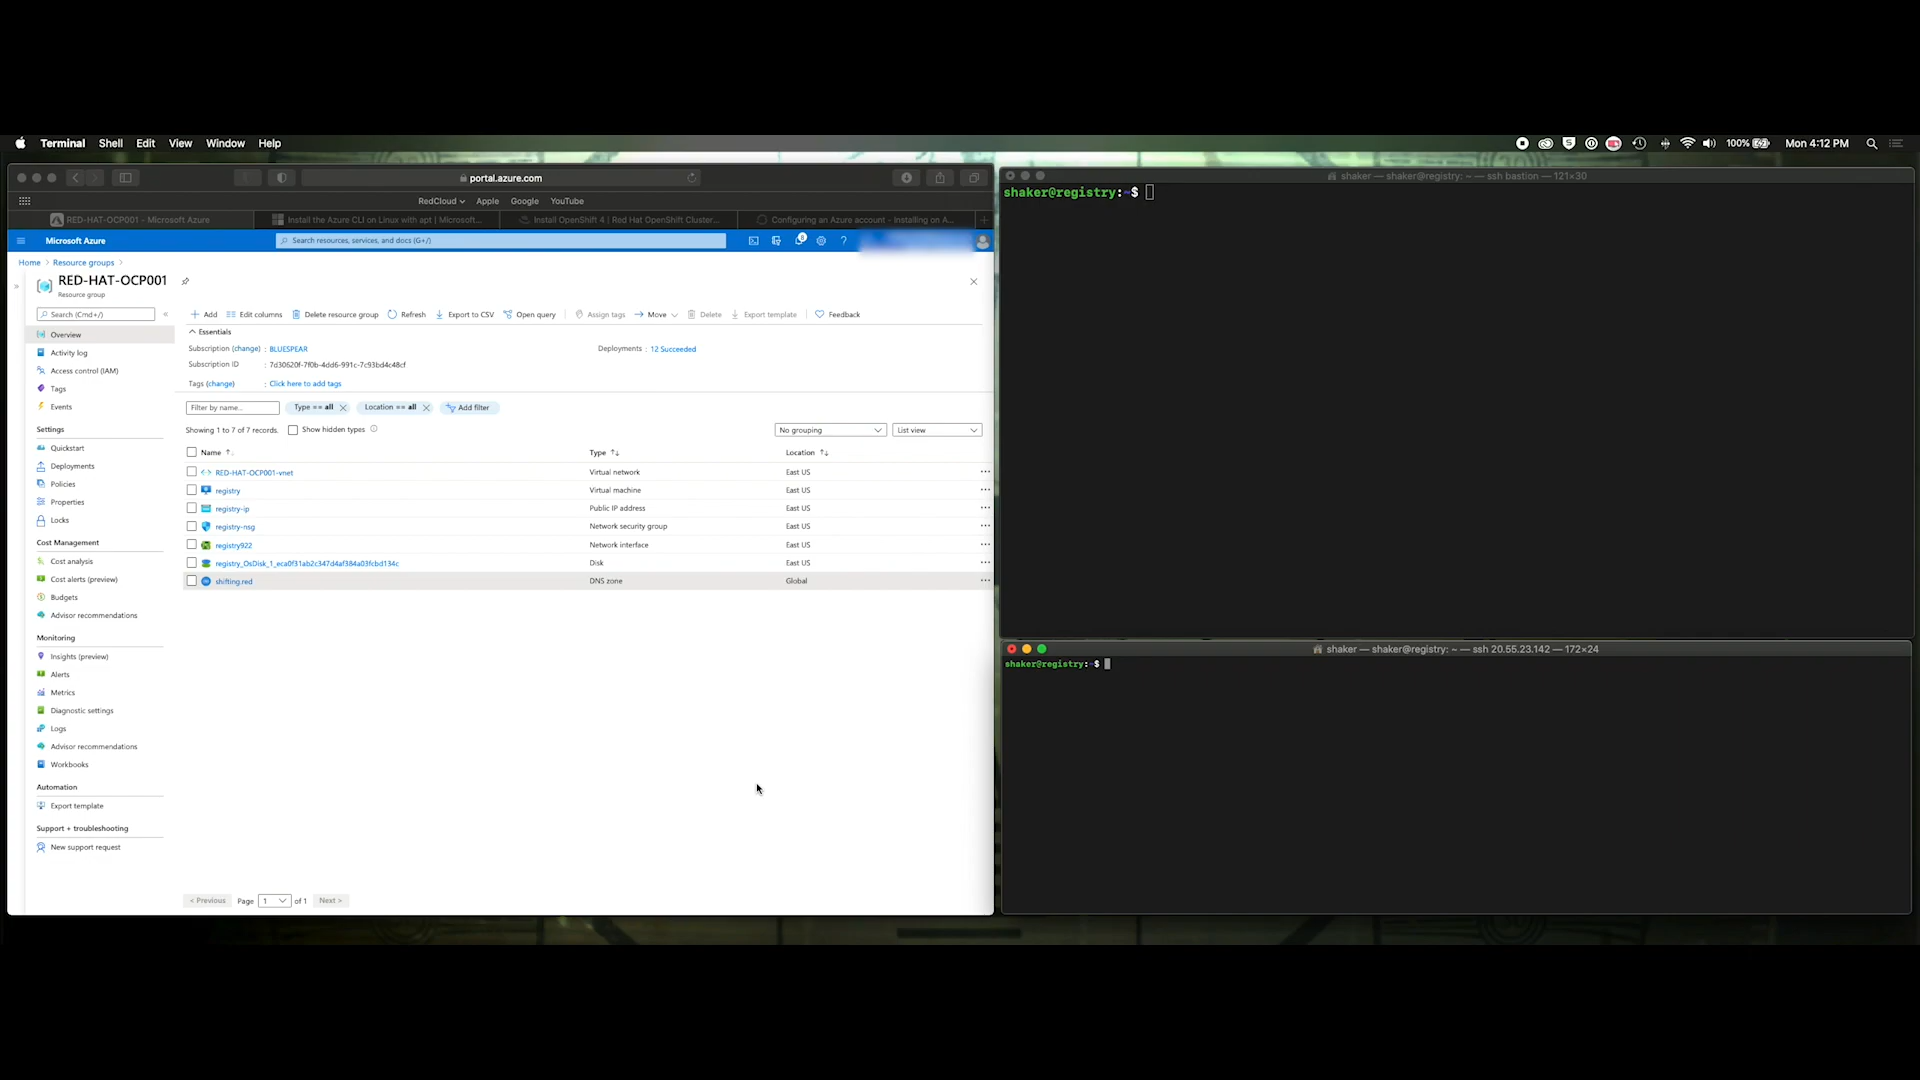 Terminal Shell Edit View Window Help
100% Mon 4:12 PM
portal.azure.com
RedCloud Apple Google YouTube
RED-HAT-OCP001 - Microsoft Azure
Install the Azure CLI on Linux with apt | Microsoft...
Install OpenShift 4 | Red Hat OpenShift Cluster...
Configuring an Azure account - Installing on A...
Microsoft Azure
Search resources, services, and docs (G+/)
8
Home > Resource groups >
RED-HAT-OCP001
Resource group
Search (Cmd+/)
Overview
Activity log
Access control (IAM)
Tags
Events
Settings
Quickstart
Deployments
Policies
Properties
Locks
Cost Management
Cost analysis
Cost alerts (preview)
Budgets
Advisor recommendations
Monitoring
Insights (preview)
Alerts
Metrics
Diagnostic settings
Logs
Advisor recommendations
Workbooks
Automation
Export template
Support + troubleshooting
New support request
Add Edit columns Delete resource group Refresh Export to CSV Open query Assign tags Move Delete Export template Feedback
Essentials
Subscription (change) : BLUESPEAR
Deployments : 12 Succeeded
Subscription ID : 7d30620f-7f0b-4dd6-991c-7c93bd4c48cf
Tags (change) : Click here to add tags
Filter by name... Type == all Location == all Add filter
Showing 1 to 7 of 7 records. Show hidden types
No grouping List view
Name Type Location
RED-HAT-OCP001-vnet Virtual network East US
registry Virtual machine East US
registry-ip Public IP address East US
registry-nsg Network security group East US
registry922 Network interface East US
registry_OsDisk_1_eca0f31ab2c347d4af384a03fcbd134c Disk East US
shifting.red DNS zone Global
< Previous Page 1 of 1 Next >
shaker — shaker@registry: ~ — ssh bastion — 121×30
shaker@registry:~$
shaker — shaker@registry: ~ — ssh 20.55.23.142 — 172×24
shaker@registry:~$